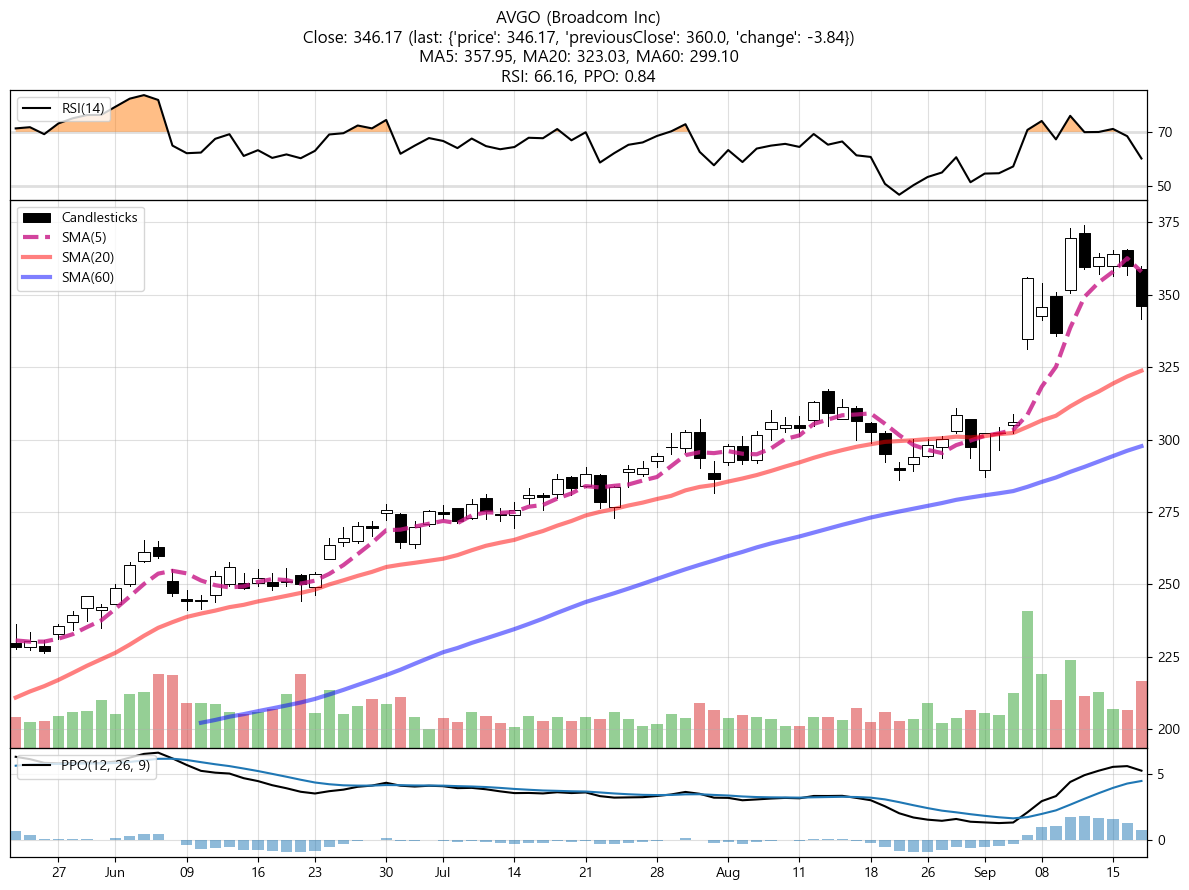 AVGO (Broadcom Inc)
Close: 346.17 (last: {'price': 346.17, 'previousClose': 360.0, 'change': -3.84})
MA5: 357.95, MA20: 323.03, MA60: 299.10
RSI: 66.16, PPO: 0.84
RSI(14)
70
50
Candlesticks
SMA(5)
SMA(20)
SMA(60)
375
350
325
300
275
250
225
200
PPO(12, 26, 9)
5
0
27 Jun 09 16 23 30 Jul 14 21 28 Aug 11 18 26 Sep 08 15